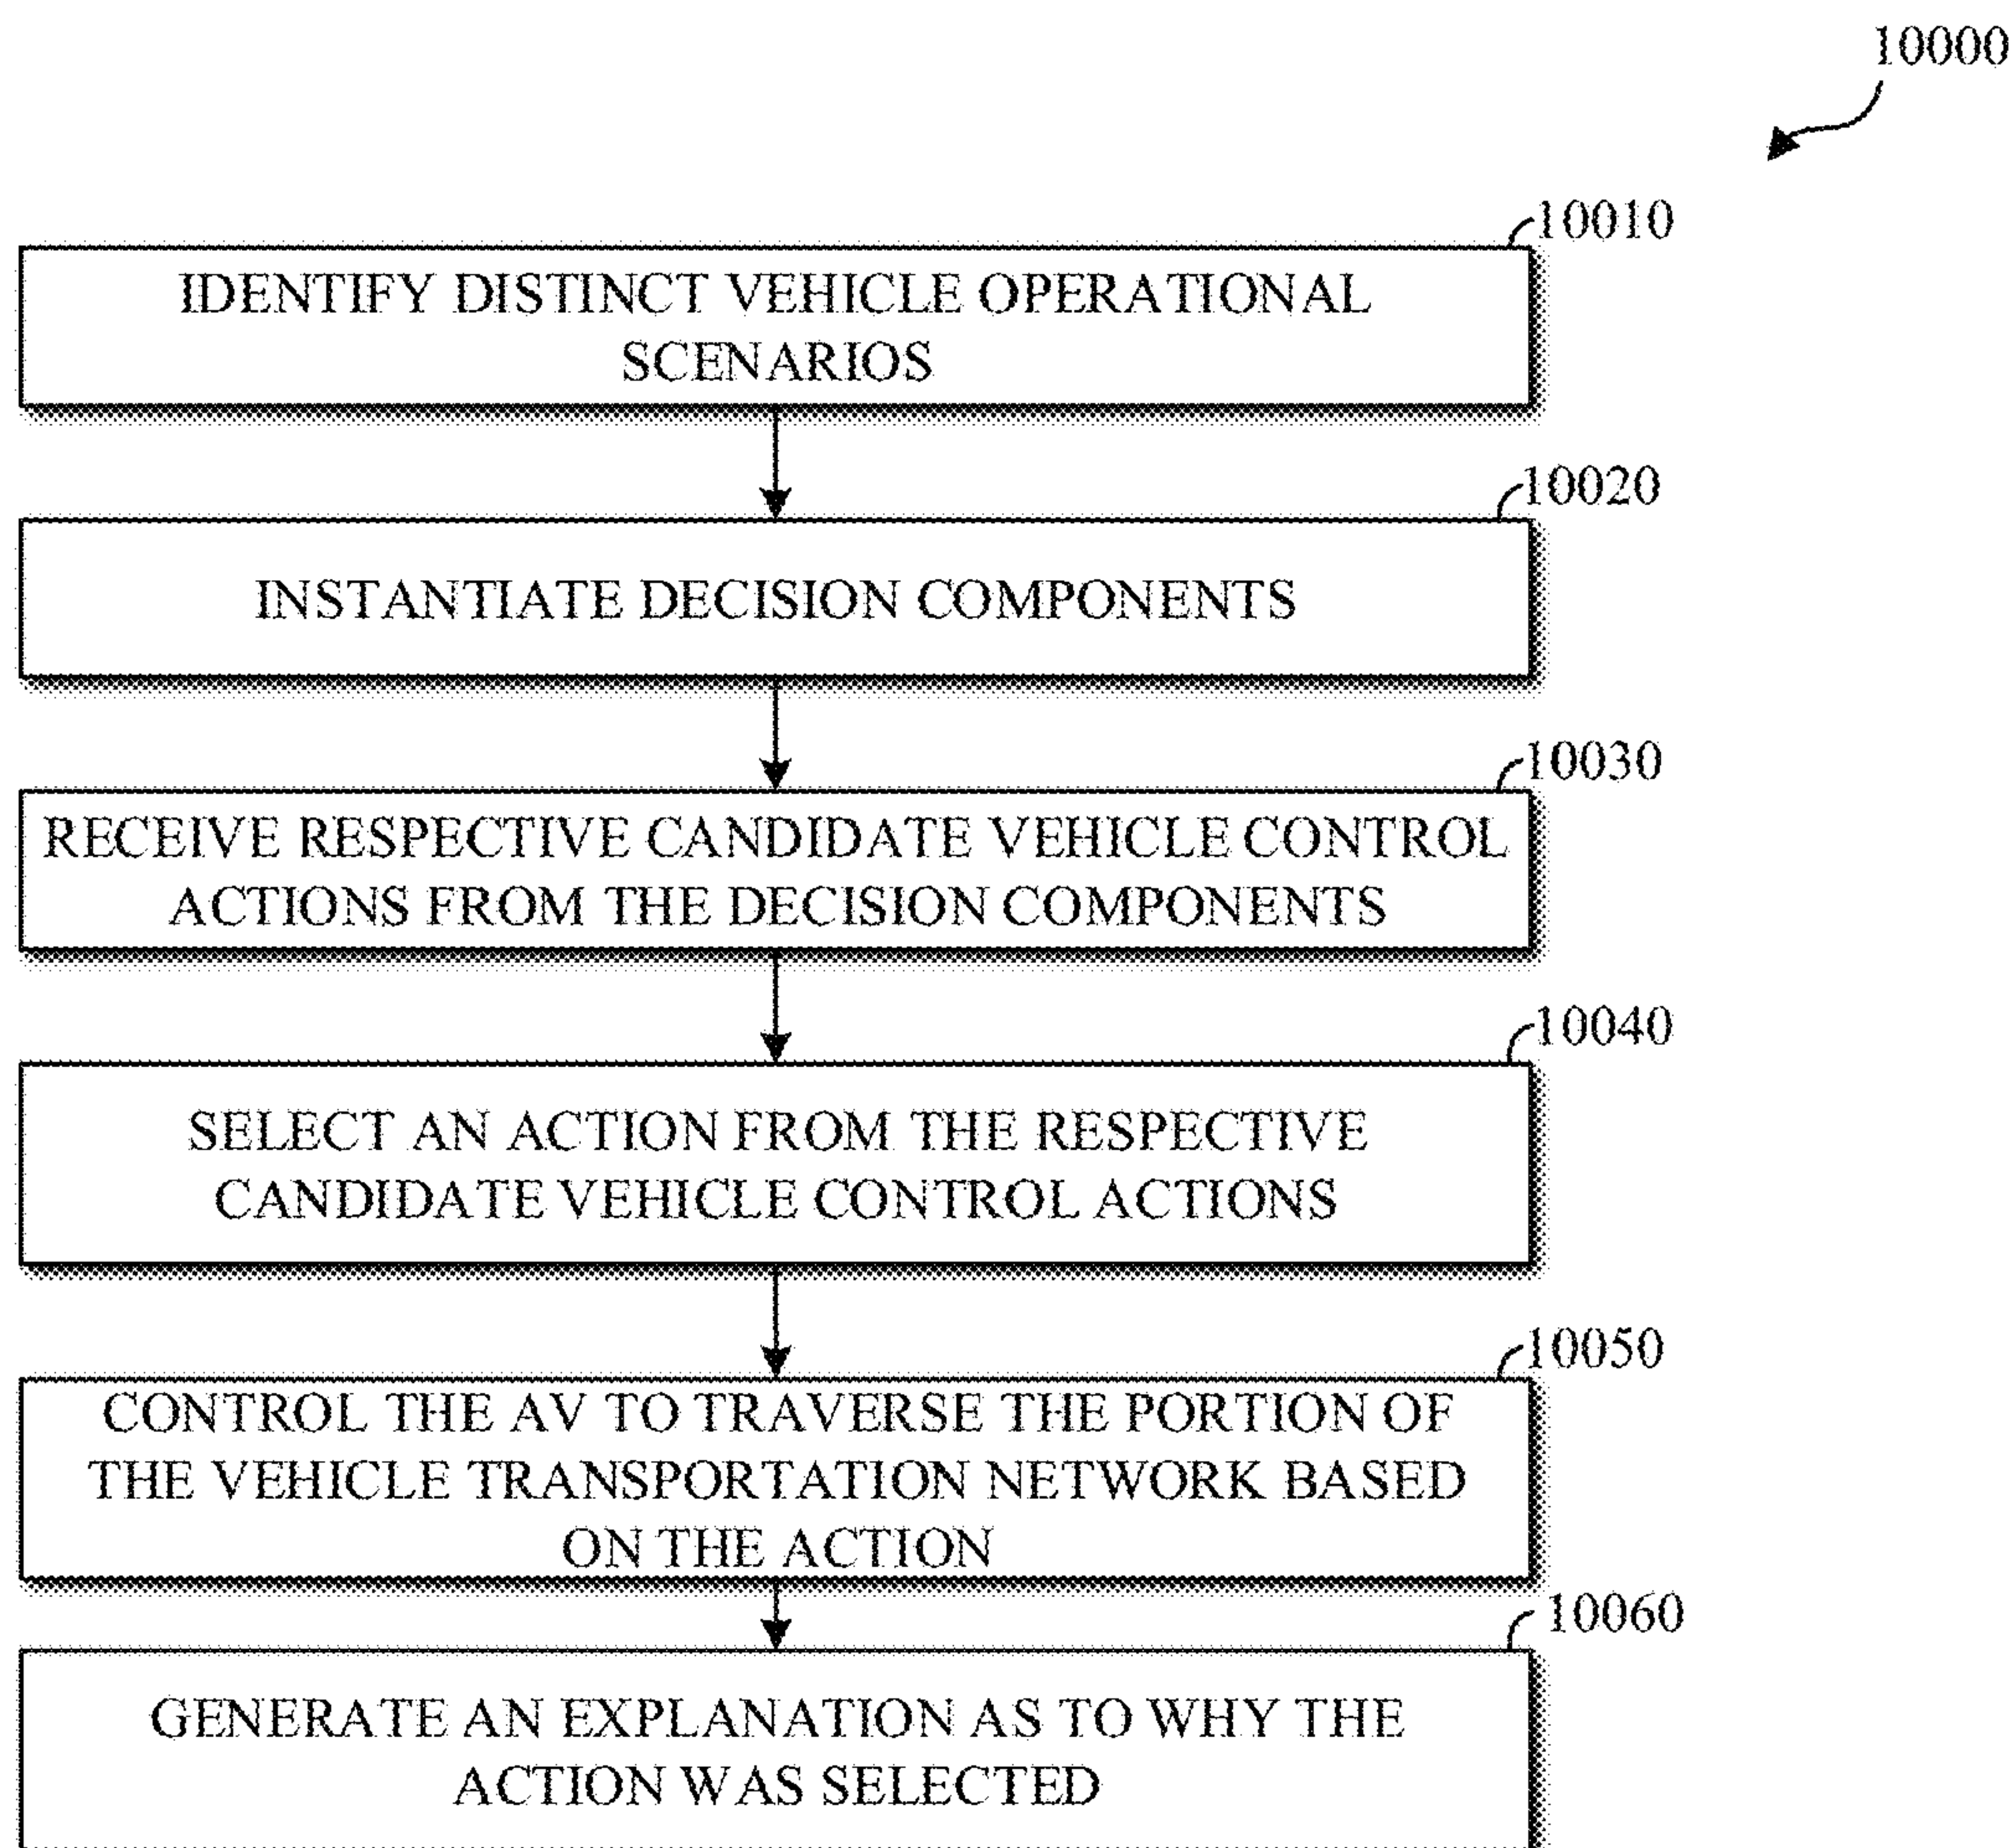 10000
10010
IDENTIFY DISTINCT VEHICLE OPERATIONAL
SCENARIOS
10020
INSTANTIATE DECISION COMPONENTS
10030
RECEIVE RESPECTIVE CANDIDATE VEHICLE CONTROL
ACTIONS FROM THE DECISION COMPONENTS
10040
SELECT AN ACTION FROM THE RESPECTIVE
CANDIDATE VEHICLE CONTROL ACTIONS
10050
CONTROL THE AV TO TRAVERSE THE PORTION OF
THE VEHICLE TRANSPORTATION NETWORK BASED
ON THE ACTION
10060
GENERATE AN EXPLANATION AS TO WHY THE
ACTION WAS SELECTED